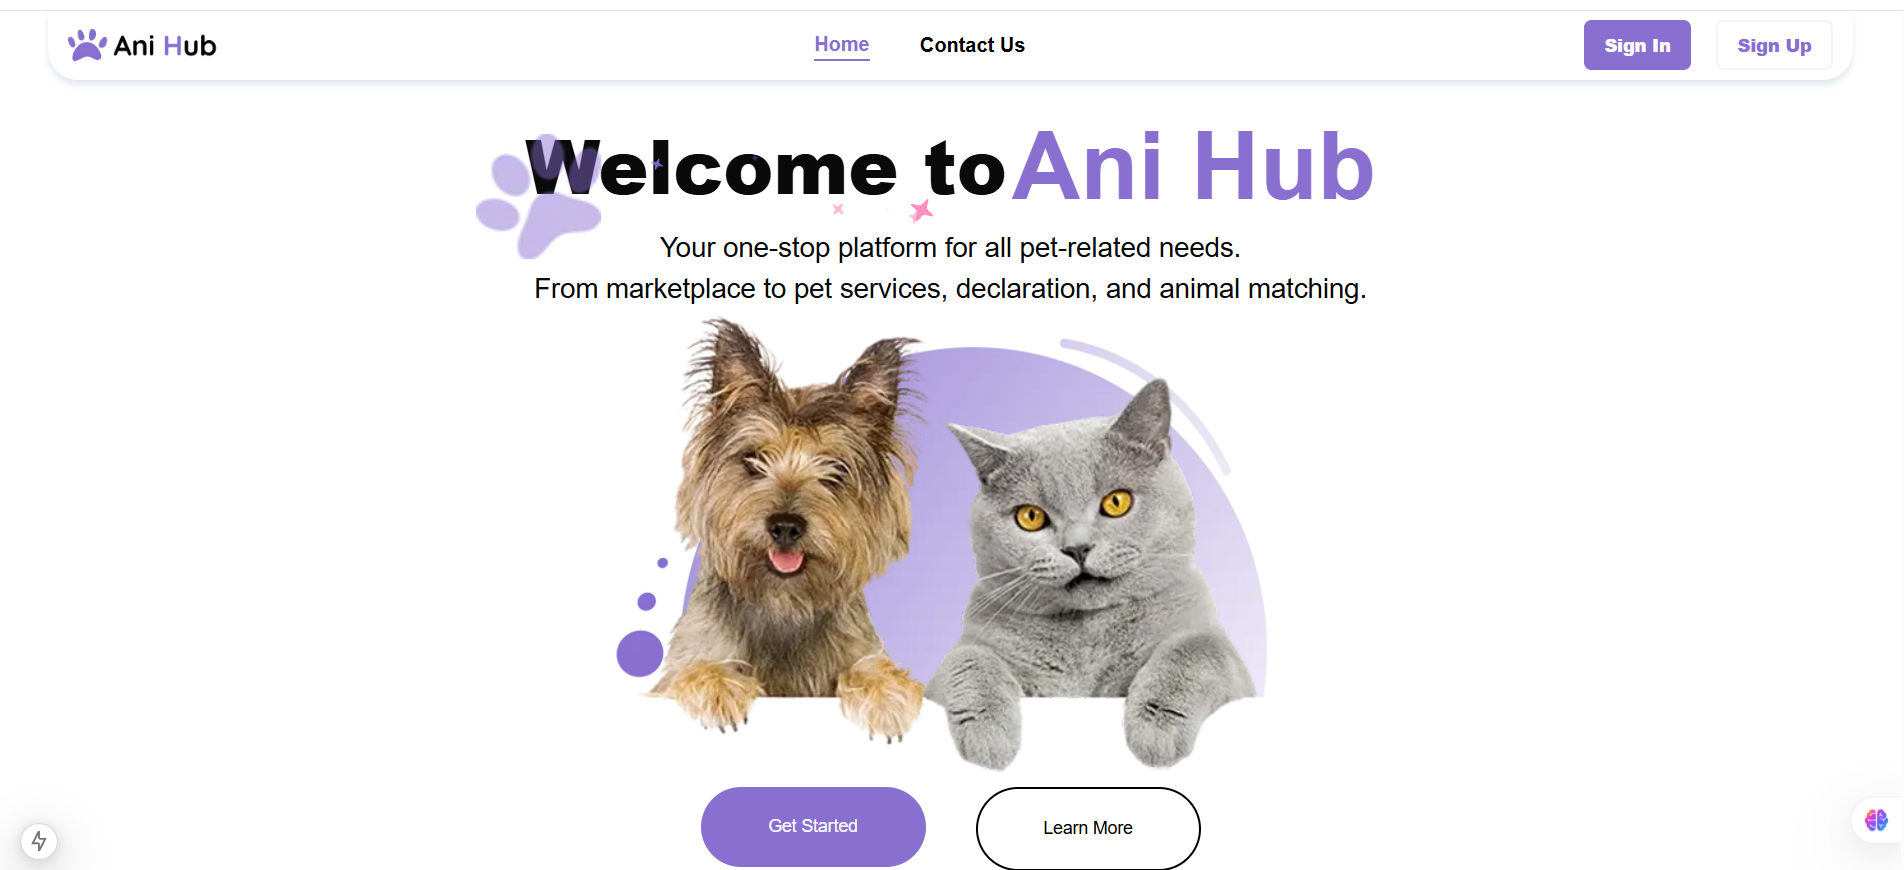 Ani Hub
Home
Contact Us
Sign In
Sign Up
Welcome to Ani Hub
Your one-stop platform for all pet-related needs.
From marketplace to pet services, declaration, and animal matching.
Get Started
Learn More